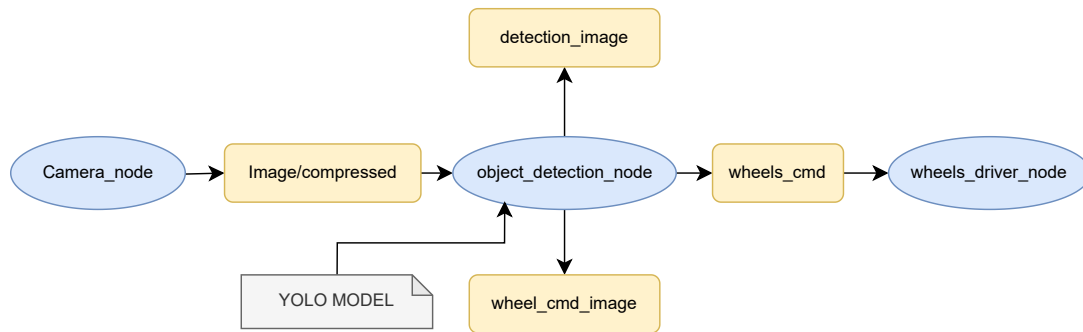 detection_image
Camera_node
Image/compressed
object_detection_node
wheels_cmd
wheels_driver_node
YOLO MODEL
wheel_cmd_image